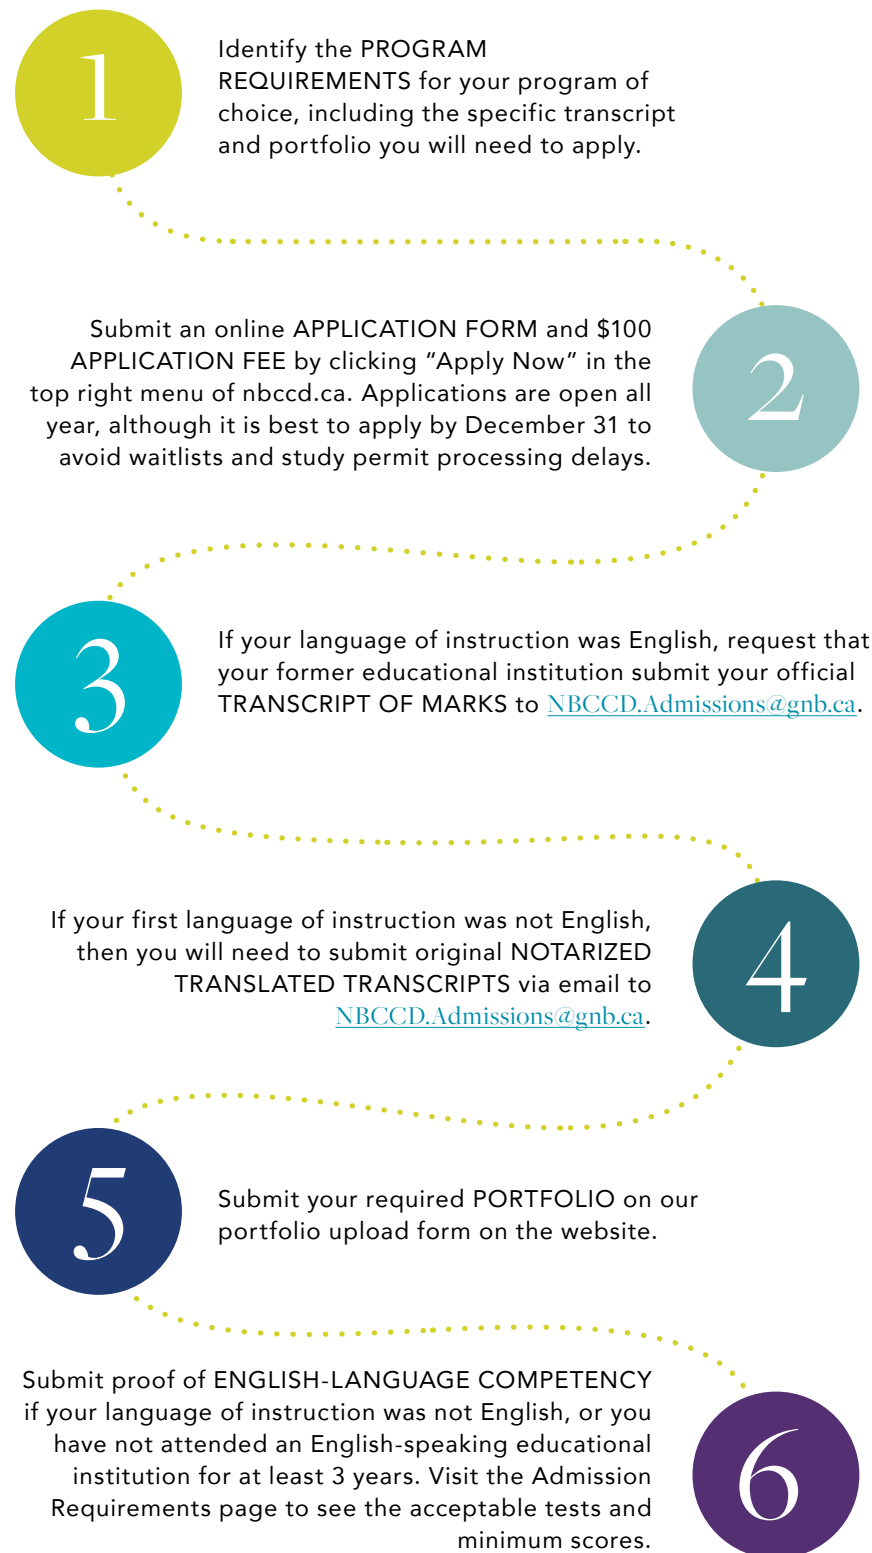 1
Identify the PROGRAM
REQUIREMENTS for your program of
choice, including the specific transcript
and portfolio you will need to apply.
Submit an online APPLICATION FORM and $100
APPLICATION FEE by clicking “Apply Now” in the
top right menu of nbccd.ca. Applications are open all
year, although it is best to apply by December 31 to
avoid waitlists and study permit processing delays.
2
3
If your language of instruction was English, request that
your former educational institution submit your official
TRANSCRIPT OF MARKS to NBCCD.Admissions@gnb.ca.
If your first language of instruction was not English,
then you will need to submit original NOTARIZED
TRANSLATED TRANSCRIPTS via email to
NBCCD.Admissions@gnb.ca.
4
5
Submit your required PORTFOLIO on our
portfolio upload form on the website.
Submit proof of ENGLISH-LANGUAGE COMPETENCY
if your language of instruction was not English, or you
have not attended an English-speaking educational
institution for at least 3 years. Visit the Admission
Requirements page to see the acceptable tests and
minimum scores.
6